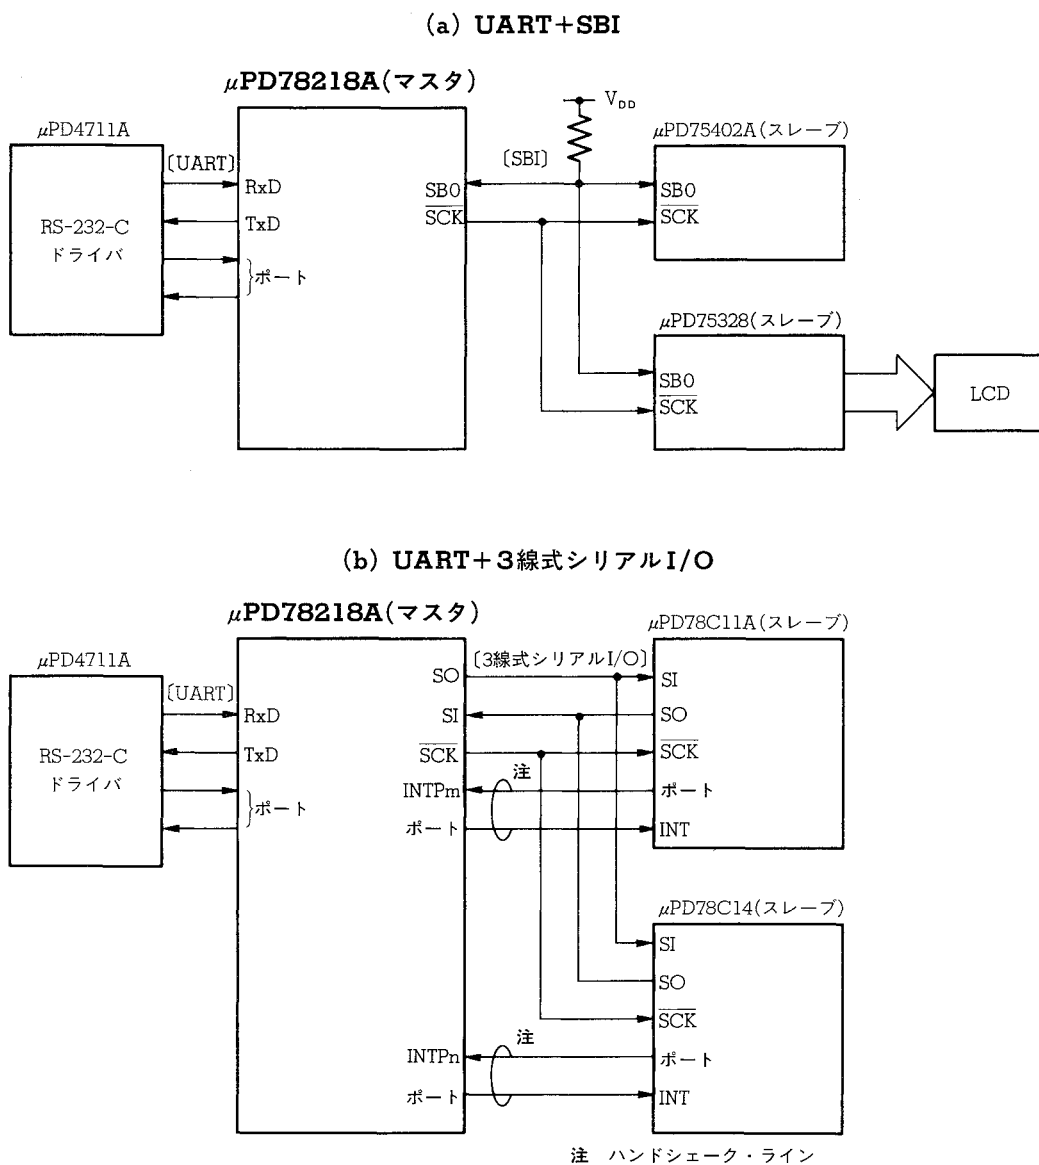 (a) UART+SBI
μPD78218A(マスタ)
μPD4711A
〔UART〕
RS-232-C
ドライバ
RxD
TxD
}ポート
SB0
S̅C̅K̅
〔SBI〕
V_DD
μPD75402A(スレーブ)
SB0
S̅C̅K̅
μPD75328(スレーブ)
SB0
S̅C̅K̅
LCD
(b) UART+3線式シリアルI/O
μPD78218A(マスタ)
μPD4711A
〔UART〕
RS-232-C
ドライバ
RxD
TxD
}ポート
SO
SI
S̅C̅K̅
INTPm
ポート
〔3線式シリアルI/O〕
注
μPD78C11A(スレーブ)
SI
SO
S̅C̅K̅
ポート
INT
μPD78C14(スレーブ)
SI
SO
S̅C̅K̅
ポート
INT
注
INTPn
ポート
注 ハンドシェーク・ライン